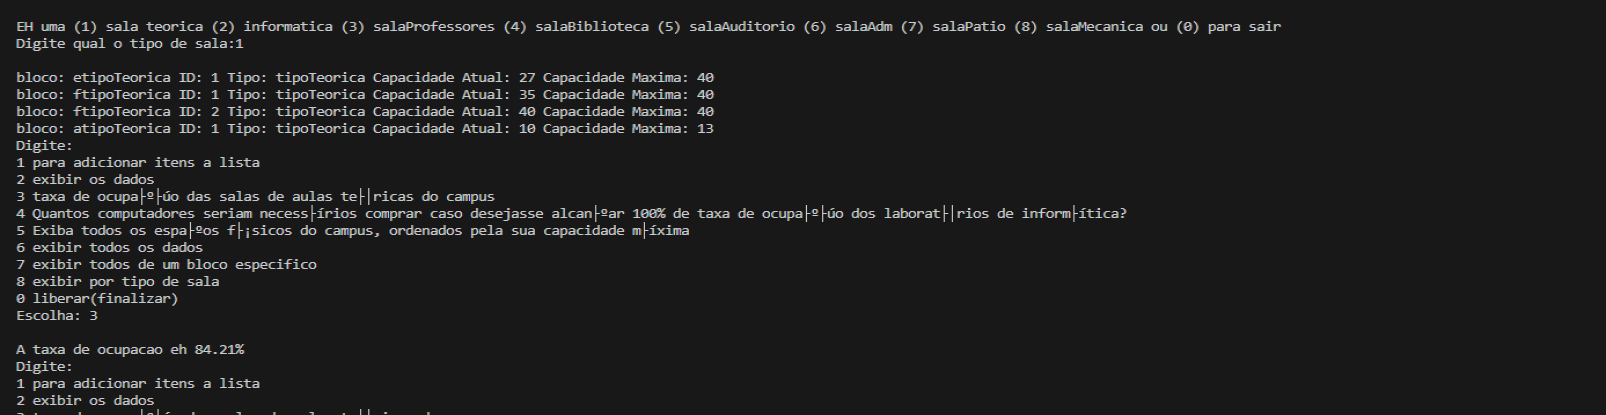 EH uma (1) sala teorica (2) informatica (3) salaProfessores (4) salaBiblioteca (5) salaAuditorio (6) salaAdm (7) salaPatio (8) salaMecanica ou (0) para sair
Digite qual o tipo de sala:1
bloco: etipoTeorica ID: 1 Tipo: tipoTeorica Capacidade Atual: 27 Capacidade Maxima: 40
bloco: ftipoTeorica ID: 1 Tipo: tipoTeorica Capacidade Atual: 35 Capacidade Maxima: 40
bloco: ftipoTeorica ID: 2 Tipo: tipoTeorica Capacidade Atual: 40 Capacidade Maxima: 40
bloco: atipoTeorica ID: 1 Tipo: tipoTeorica Capacidade Atual: 10 Capacidade Maxima: 13
Digite:
1 para adicionar itens a lista
2 exibir os dados
3 taxa de ocupa├º├úo das salas de aulas te├│ricas do campus
4 Quantos computadores seriam necess├írios comprar caso desejasse alcan├ºar 100% de taxa de ocupa├º├úo dos laborat├│rios de inform├ítica?
5 Exiba todos os espa├ºos f├¡sicos do campus, ordenados pela sua capacidade m├íxima
6 exibir todos os dados
7 exibir todos de um bloco especifico
8 exibir por tipo de sala
0 liberar(finalizar)
Escolha: 3
A taxa de ocupacao eh 84.21%
Digite:
1 para adicionar itens a lista
2 exibir os dados